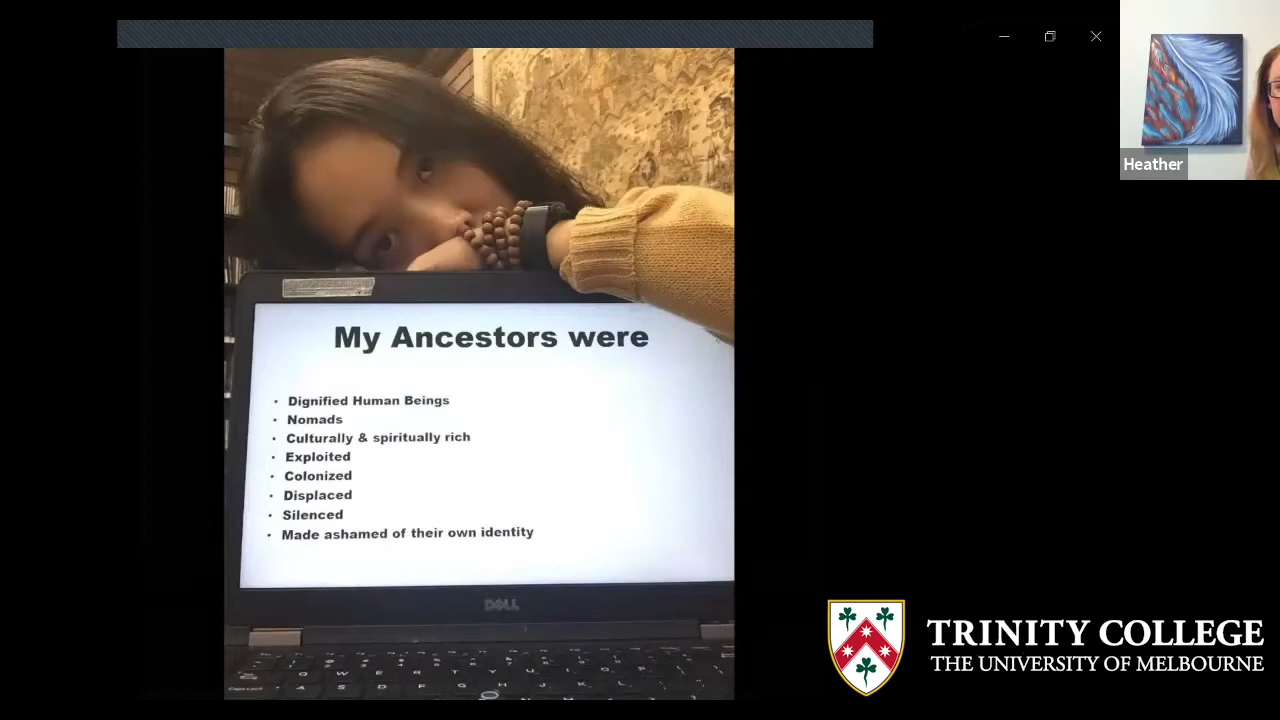 Heather
My Ancestors were
• Dignified Human Beings
• Nomads
• Culturally & spiritually rich
• Exploited
• Colonized
• Displaced
• Silenced
• Made ashamed of their own identity
DELL
TRINITY COLLEGE
THE UNIVERSITY OF MELBOURNE